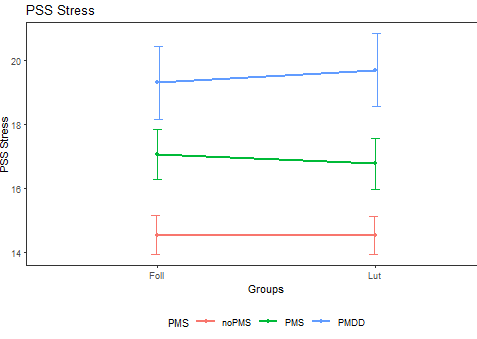 PSS Stress
PSS Stress
20
18
16
14
Foll Lut
Groups
PMS noPMS PMS PMDD